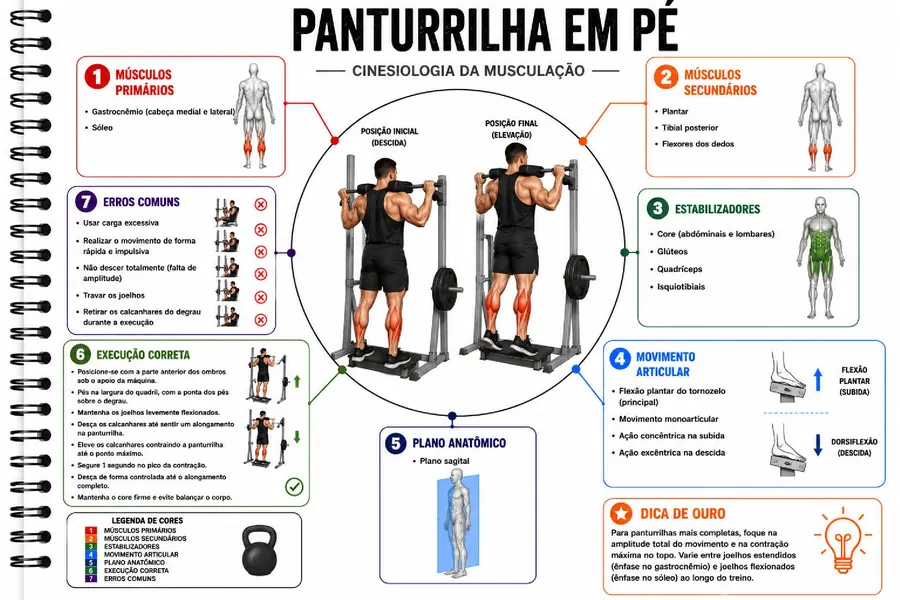 PANTURRILHA EM PÉ
CINESIOLOGIA DA MUSCULAÇÃO
1 MÚSCULOS
PRIMÁRIOS
• Gastrocnêmio (cabeça medial e lateral)
• Sóleo
2 MÚSCULOS
SECUNDÁRIOS
• Plantar
• Tibial posterior
• Flexores dos dedos
POSIÇÃO INICIAL
(DESCIDA)
POSIÇÃO FINAL
(ELEVAÇÃO)
7 ERROS COMUNS
• Usar carga excessiva
• Realizar o movimento de forma
rápida e impulsiva
• Não descer totalmente (falta de
amplitude)
• Travar os joelhos
• Retirar os calcanhares do degrau
durante a execução
3 ESTABILIZADORES
• Core (abdôminais e lombares)
• Glúteos
• Quadríceps
• Isquiotibiais
6 EXECUÇÃO CORRETA
• Posicione-se com a parte anterior dos ombros
sob o apoio da máquina.
• Pés na largura do quadril, com a ponta dos pés
sobre o degrau.
• Mantenha os joelhos levemente flexionados.
• Desça os calcanhares até sentir um alongamento
na panturrilha.
• Eleve os calcanhares contraindo a panturrilha
até o ponto máximo.
• Segure 1 segundo no pico da contração.
• Desça de forma controlada até o alongamento
completo.
• Mantenha o core firme e evite balançar o corpo.
4 MOVIMENTO
ARTICULAR
• Flexão plantar do tornozelo
(principal)
• Movimento monoarticular
• Ação concêntrica na subida
• Ação excêntrica na descida
FLEXÃO
PLANTAR
(SUBIDA)
DORSIFLEXÃO
(DESCIDA)
5 PLANO ANATÔMICO
• Plano sagital
LEGENDA DE CORES
1 MÚSCULOS PRIMÁRIOS
2 MÚSCULOS SECUNDÁRIOS
3 ESTABILIZADORES
4 MOVIMENTO ARTICULAR
5 PLANO ANATÔMICO
6 EXECUÇÃO CORRETA
7 ERROS COMUNS
DICA DE OURO
Para panturrilhas mais completas, foque na
amplitude total do movimento e na contração
máxima no topo. Varie entre joelhos estendidos
(ênfase no gastrocnêmio) e joelhos flexionados
(ênfase no sóleo) ao longo do treino.